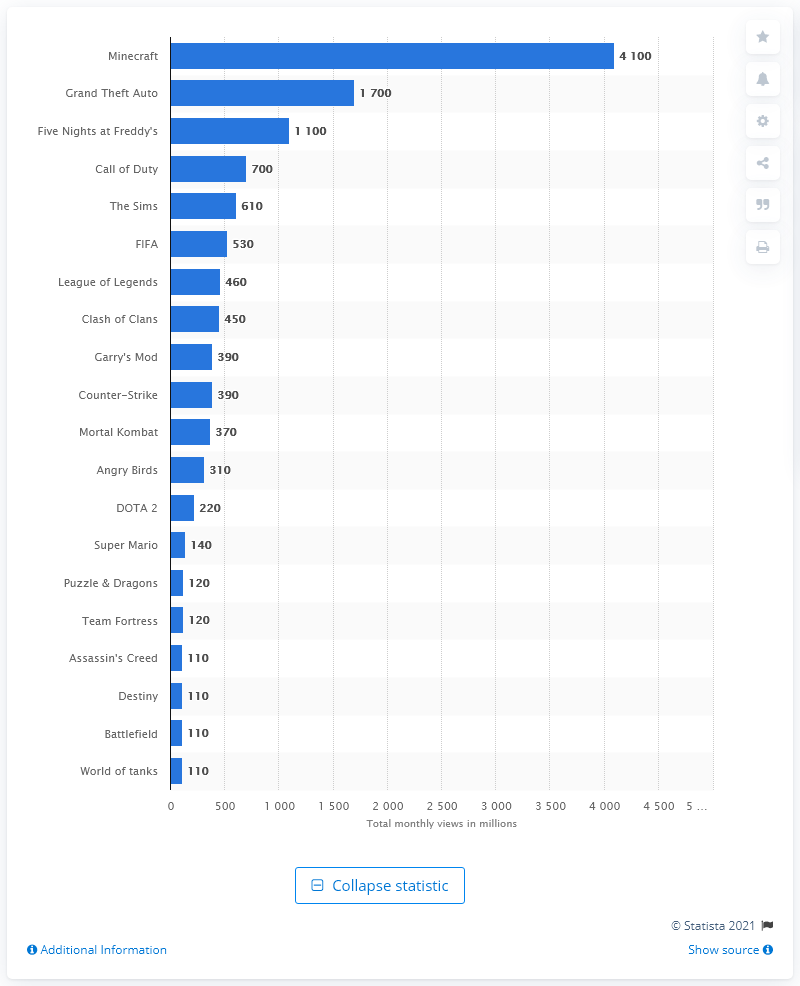 Minecraft 4 100
Grand Theft Auto 1 700
Five Nights at Freddy's 1 100
Call of Duty 700
The Sims 610
FIFA 530
League of Legends 460
Clash of Clans 450
Garry's Mod 390
Counter-Strike 390
Mortal Kombat 370
Angry Birds 310
DOTA 2 220
Super Mario 140
Puzzle & Dragons 120
Team Fortress 120
Assassin's Creed 110
Destiny 110
Battlefield 110
World of tanks 110
0 500 1 000 1 500 2 000 2 500 3 000 3 500 4 000 4 500 5 ...
Total monthly views in millions
Collapse statistic
© Statista 2021
Additional Information Show source